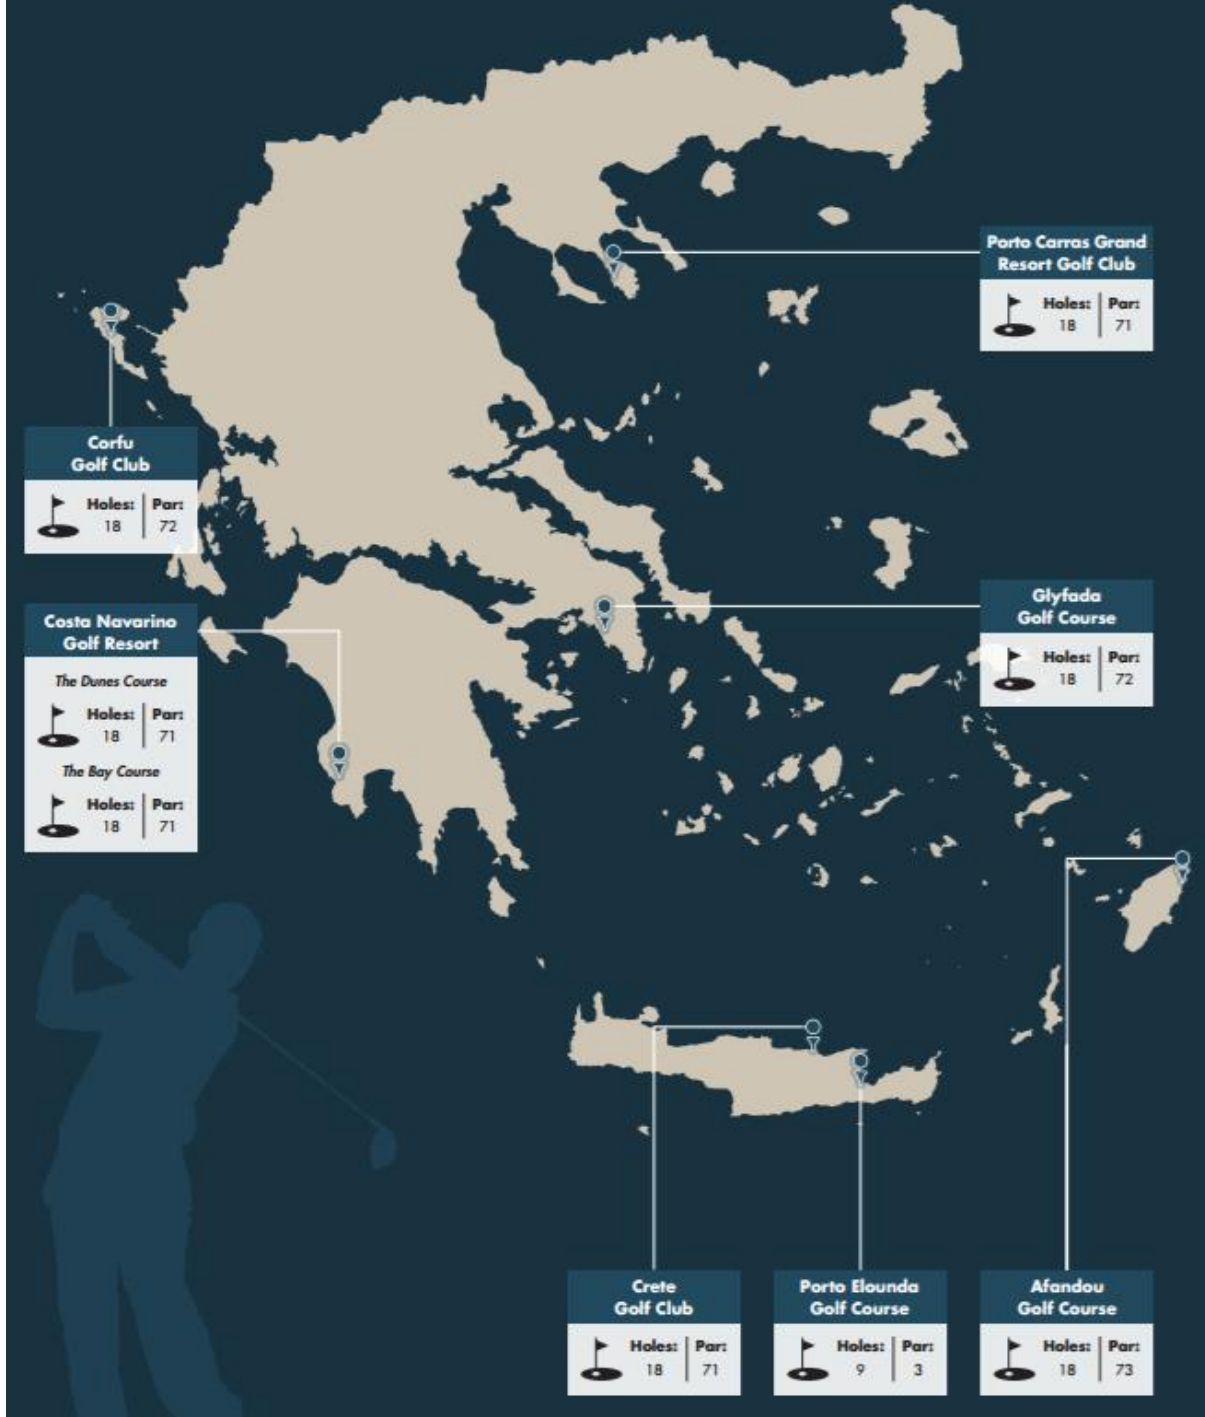 Porto Carras Grand
Resort Golf Club
Holes: Par:
18 71
Corfu
Golf Club
Holes: Par:
18 72
Glyfada
Golf Course
Holes: Par:
18 72
Costa Navarino
Golf Resort
The Dunes Course
Holes: Par:
18 71
The Bay Course
Holes: Par:
18 71
Crete
Golf Club
Holes: Par:
18 71
Porto Elounda
Golf Course
Holes: Par:
9 3
Afandou
Golf Course
Holes: Par:
18 73